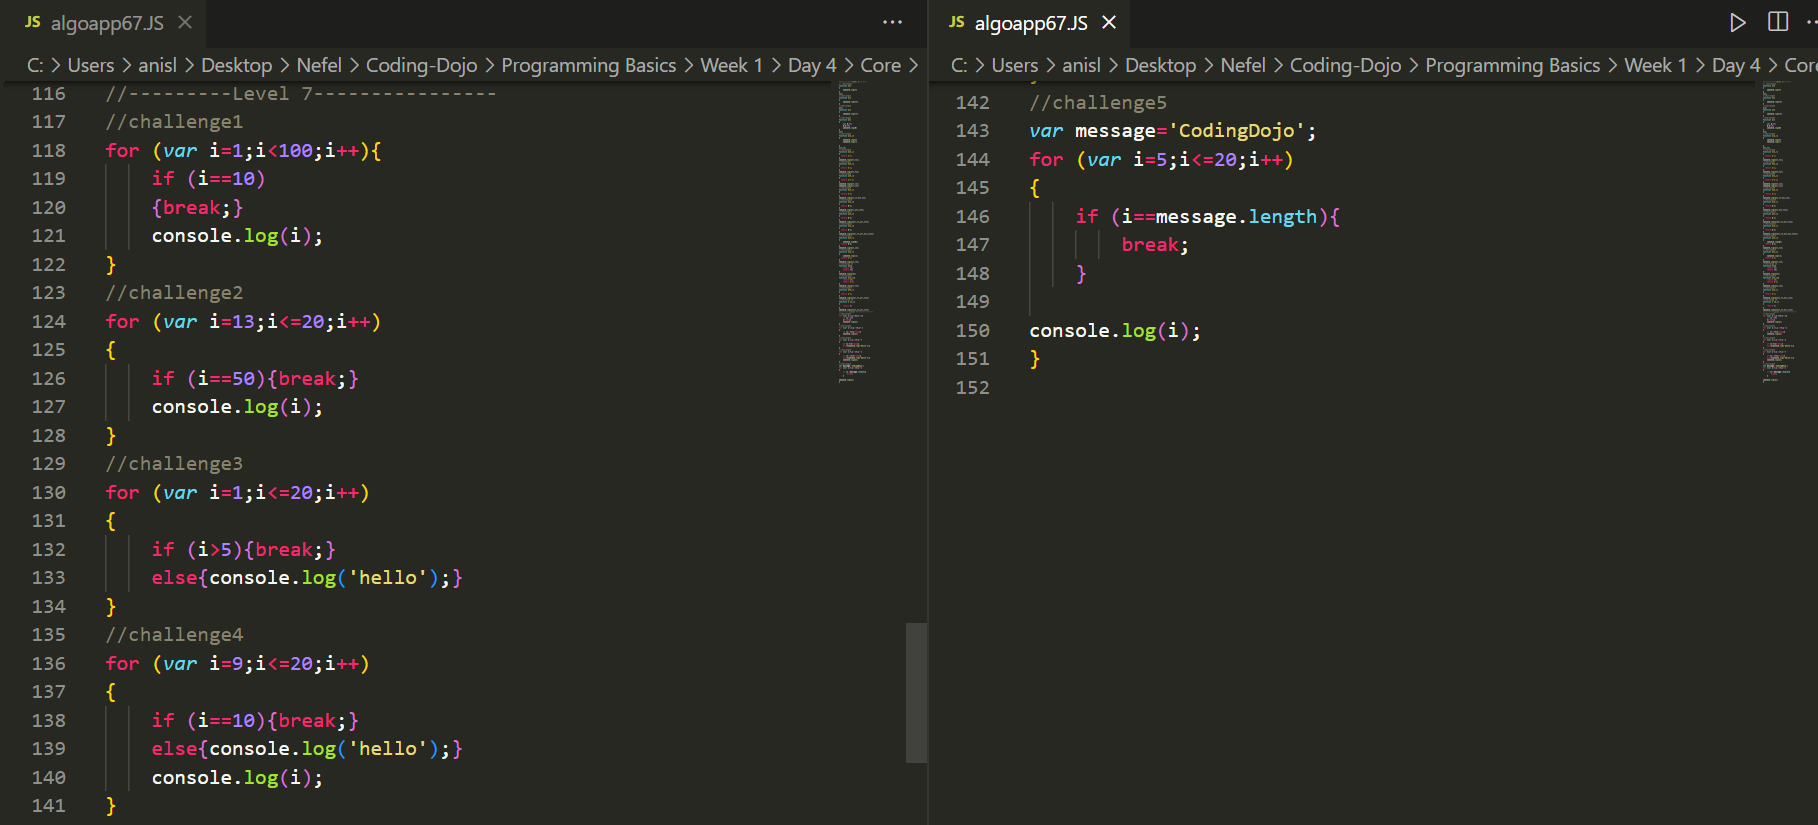 JS algoapp67.JS
C: > Users > anisl > Desktop > Nefel > Coding-Dojo > Programming Basics > Week 1 > Day 4 > Core >
116 //---------Level 7----------------
117 //challenge1
118 for (var i=1;i<100;i++){
119 if (i==10)
120 {break;}
121 console.log(i);
122 }
123 //challenge2
124 for (var i=13;i<=20;i++)
125 {
126 if (i==50){break;}
127 console.log(i);
128 }
129 //challenge3
130 for (var i=1;i<=20;i++)
131 {
132 if (i>5){break;}
133 else{console.log('hello');}
134 }
135 //challenge4
136 for (var i=9;i<=20;i++)
137 {
138 if (i==10){break;}
139 else{console.log('hello');}
140 console.log(i);
141 }
JS algoapp67.JS
C: > Users > anisl > Desktop > Nefel > Coding-Dojo > Programming Basics > Week 1 > Day 4 > Core
142 //challenge5
143 var message='CodingDojo';
144 for (var i=5;i<=20;i++)
145 {
146 if (i==message.length){
147 break;
148 }
149
150 console.log(i);
151 }
152